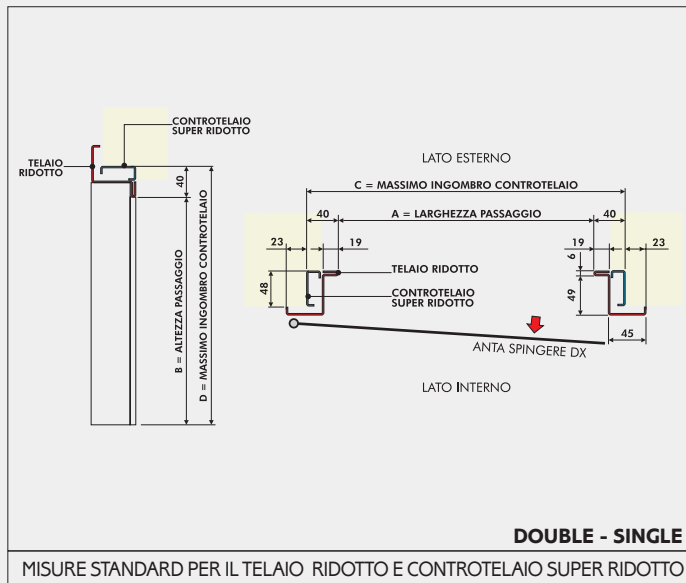 CONTROTELAIO
SUPER RIDOTTO
TELAIO
RIDOTTO
40
B = ALTEZZA PASSAGGIO
D = MASSIMO INGOMBRO CONTROTELAIO
LATO ESTERNO
C = MASSIMO INGOMBRO CONTROTELAIO
40
A = LARGHEZZA PASSAGGIO
40
23
19
19
23
6
TELAIO RIDOTTO
48
CONTROTELAIO
SUPER RIDOTTO
49
45
ANTA SPINGERE DX
LATO INTERNO
DOUBLE - SINGLE
MISURE STANDARD PER IL TELAIO RIDOTTO E CONTROTELAIO SUPER RIDOTTO